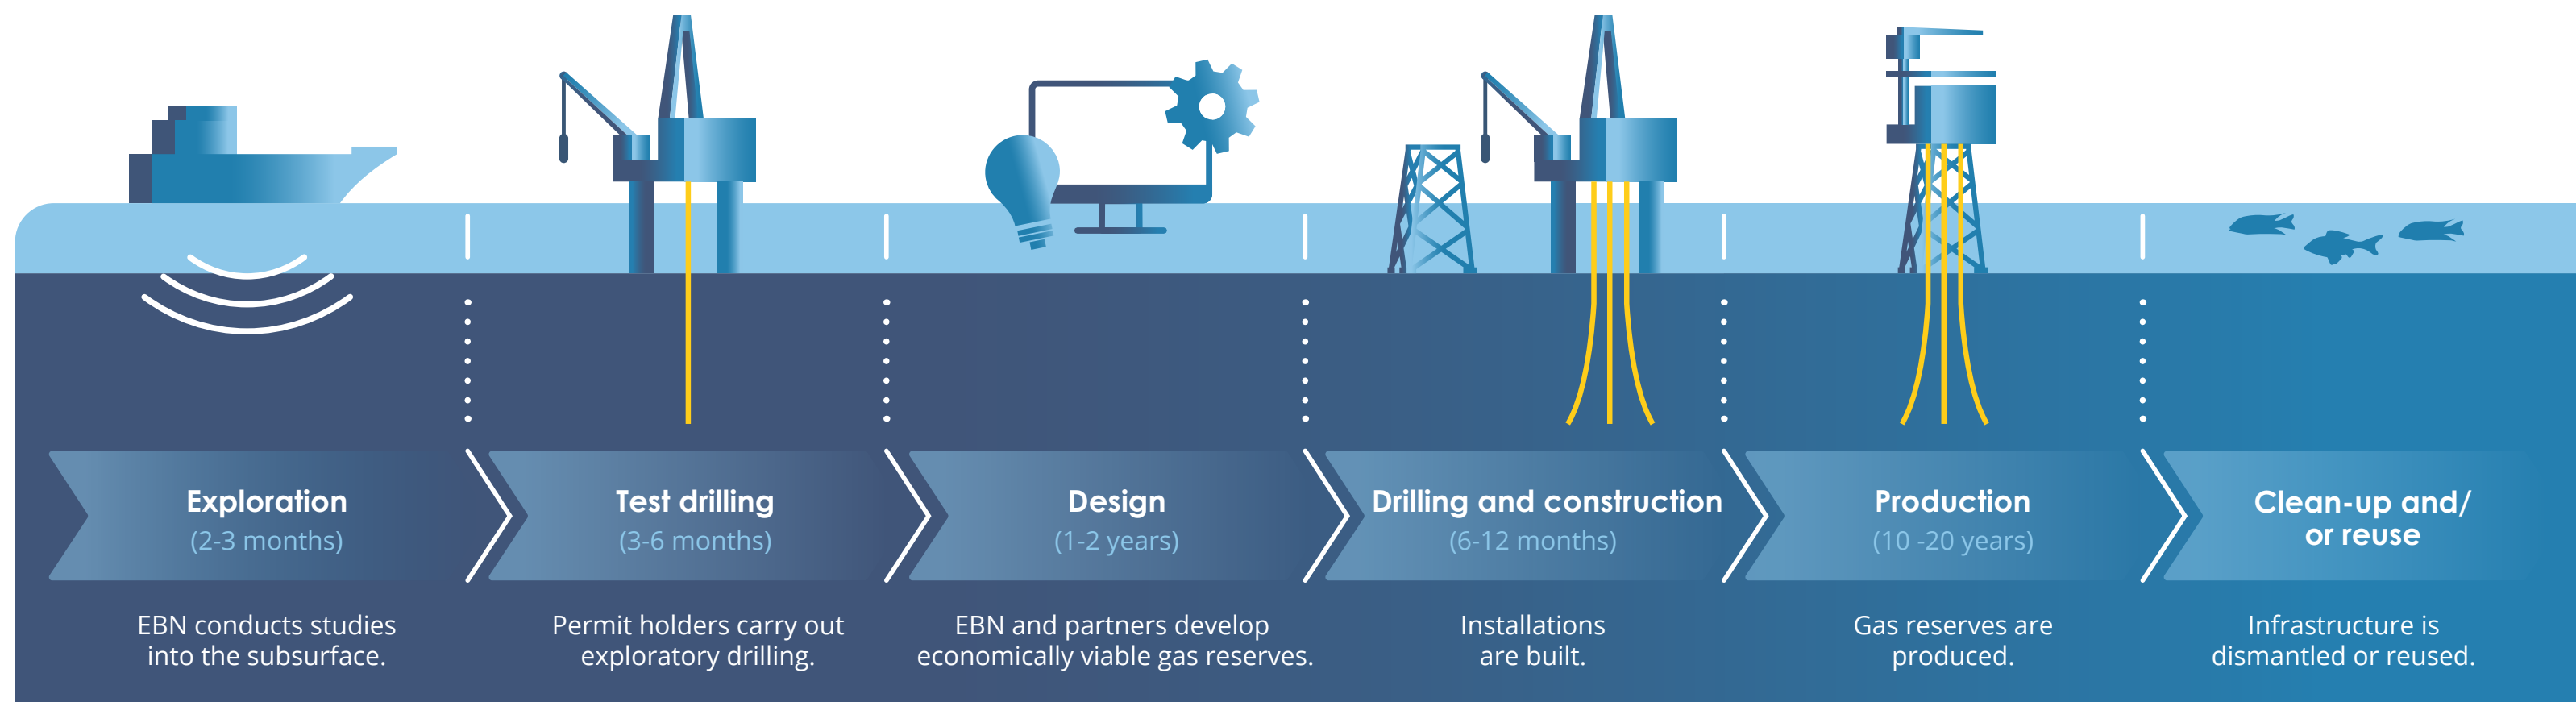 Exploration
(2-3 months)
EBN conducts studies
into the subsurface.
Test drilling
(3-6 months)
Permit holders carry out
exploratory drilling.
Design
(1-2 years)
EBN and partners develop
economically viable gas reserves.
Drilling and construction
(6-12 months)
Installations
are built.
Production
(10 -20 years)
Gas reserves are
produced.
Clean-up and/
or reuse
Infrastructure is
dismantled or reused.